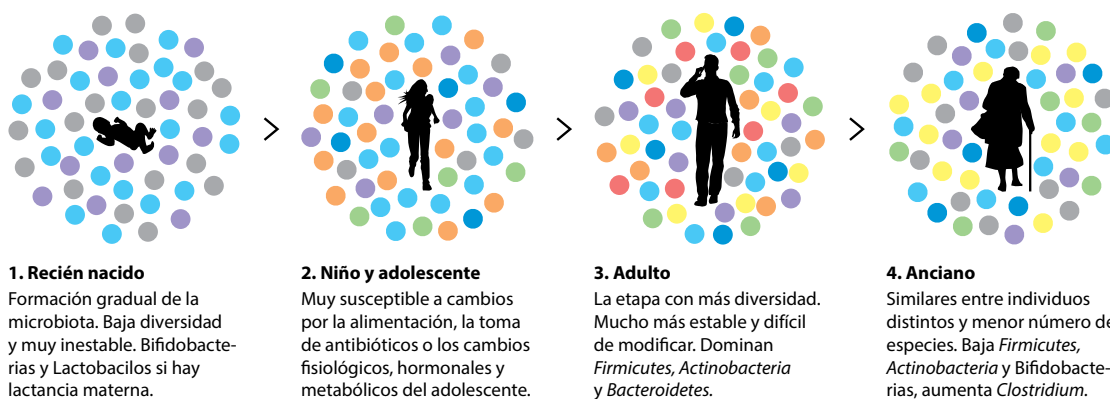 1. Recién nacido
Formación gradual de la
microbiota. Baja diversidad
y muy inestable. Bifidobacte-
rias y Lactobacilos si hay
lactancia materna.
2. Niño y adolescente
Muy susceptible a cambios
por la alimentación, la toma
de antibióticos o los cambios
fisiológicos, hormonales y
metabólicos del adolescente.
3. Adulto
La etapa con más diversidad.
Mucho más estable y difícil
de modificar. Dominan
Firmicutes, Actinobacteria
y Bacteroidetes.
4. Anciano
Similares entre individuos
distintos y menor número de
especies. Baja Firmicutes,
Actinobacteria y Bifidobacte-
rias, aumenta Clostridium.